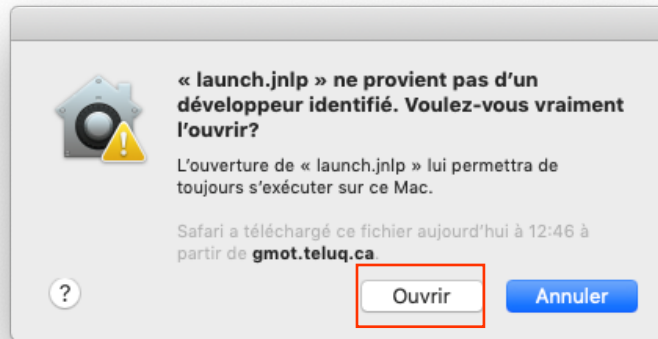 « launch.jnlp » ne provient pas d’un
développeur identifié. Voulez-vous vraiment
l’ouvrir?
L’ouverture de « launch.jnlp » lui permettra de
toujours s’exécuter sur ce Mac.
Safari a téléchargé ce fichier aujourd’hui à 12:46 à
partir de gmot.teluq.ca.
? Ouvrir Annuler